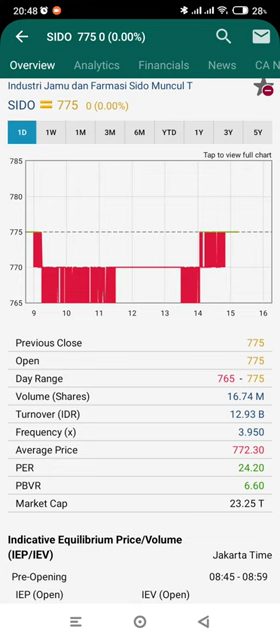 20:48 28%
SIDO 775 0 (0.00%)
Overview Analytics Financials News CA N
Industri Jamu dan Farmasi Sido Muncul T
SIDO = 775 0 (0.00%)
1D 1W 1M 3M 6M YTD 1Y 3Y 5Y
Tap to view full chart
785
780
775
770
765
9 10 11 12 13 14 15 16
Previous Close 775
Open 775
Day Range 765 - 775
Volume (Shares) 16.74 M
Turnover (IDR) 12.93 B
Frequency (x) 3.950
Average Price 772.30
PER 24.20
PBVR 6.60
Market Cap 23.25 T
Indicative Equilibrium Price/Volume
(IEP/IEV) Jakarta Time
Pre-Opening 08:45 - 08:59
IEP (Open) IEV (Open)